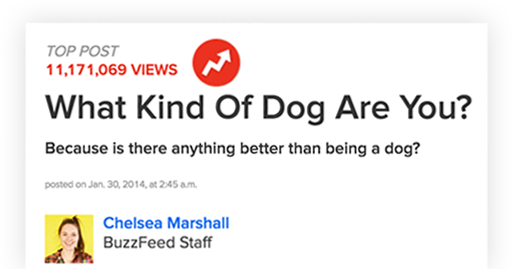 TOP POST
11,171,069 VIEWS
What Kind Of Dog Are You?
Because is there anything better than being a dog?
posted on Jan. 30, 2014, at 2:45 a.m.
Chelsea Marshall
BuzzFeed Staff